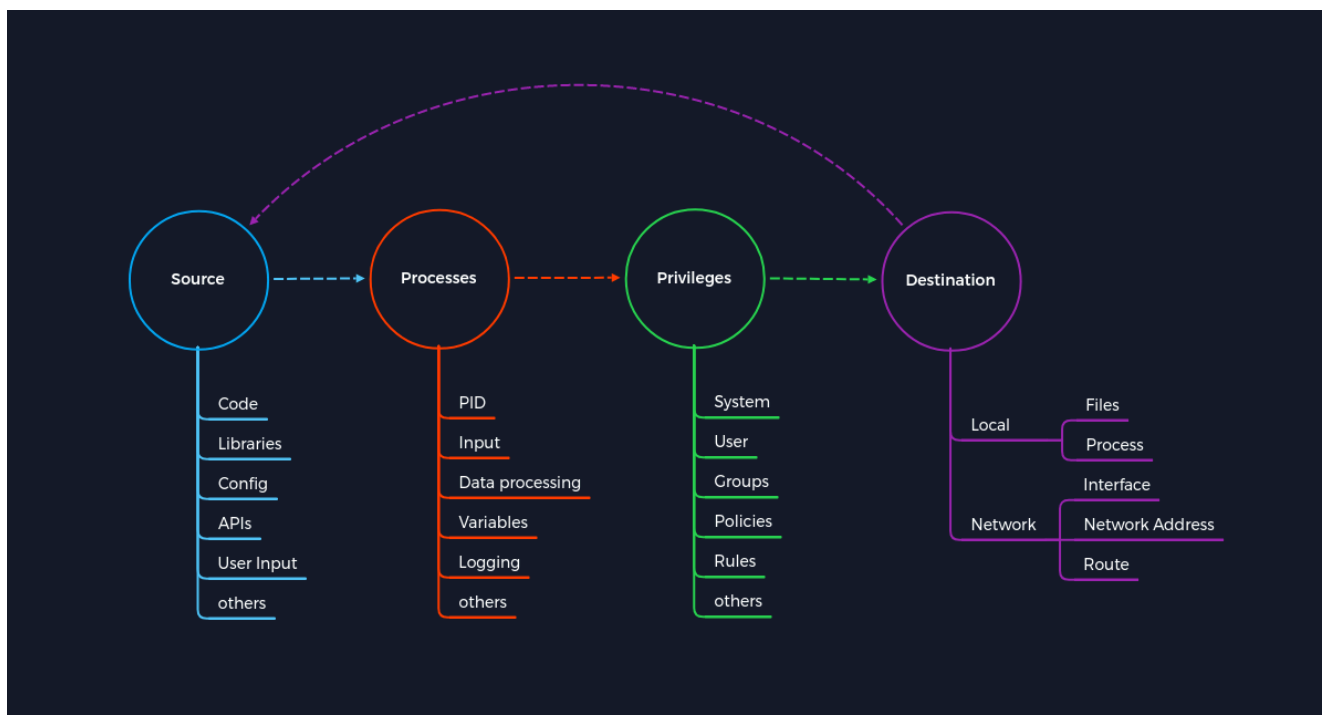 Source
Processes
Privileges
Destination
Code
Libraries
Config
APIs
User Input
others
PID
Input
Data processing
Variables
Logging
others
System
User
Groups
Policies
Rules
others
Local
Files
Process
Network
Interface
Network Address
Route